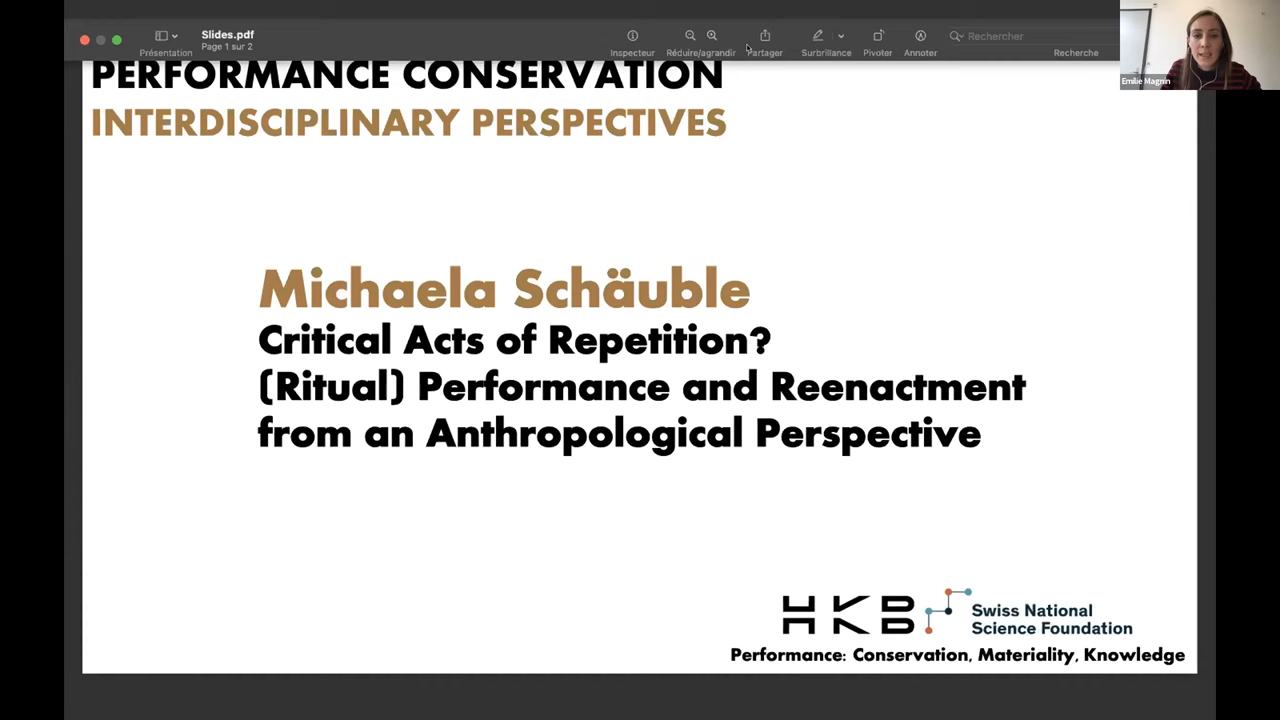 Slides.pdf
Page 1 sur 2
Présentation
Inspecteur
Réduire/agrandir
Partager
Surbrillance
Pivoter
Annoter
Rechercher
Recherche
Emilie Magnin
PERFORMANCE CONSERVATION
INTERDISCIPLINARY PERSPECTIVES
Michaela Schäuble
Critical Acts of Repetition?
(Ritual) Performance and Reenactment
from an Anthropological Perspective
HKB
HKB
Swiss National
Science Foundation
Performance: Conservation, Materiality, Knowledge